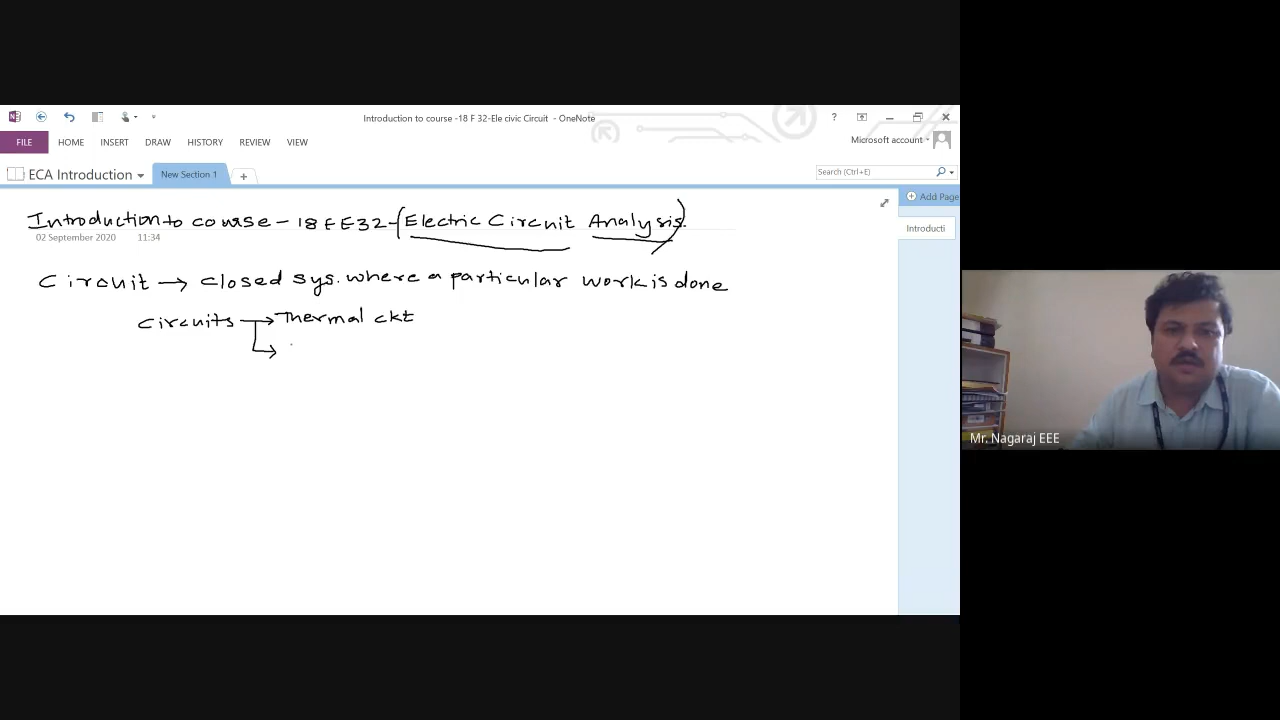 Introduction to course -18 F 32-Ele civic Circuit - OneNote
?
FILE HOME INSERT DRAW HISTORY REVIEW VIEW
Microsoft account
ECA Introduction New Section 1 +
Search (Ctrl+E)
Add Page
Introduction to course - 18EE32-(Electric Circuit Analysis)
Introducti
02 September 2020 11:34
Circuit → closed sys. where a particular work is done
Circuits → Thermal ckt
Mr. Nagaraj EEE